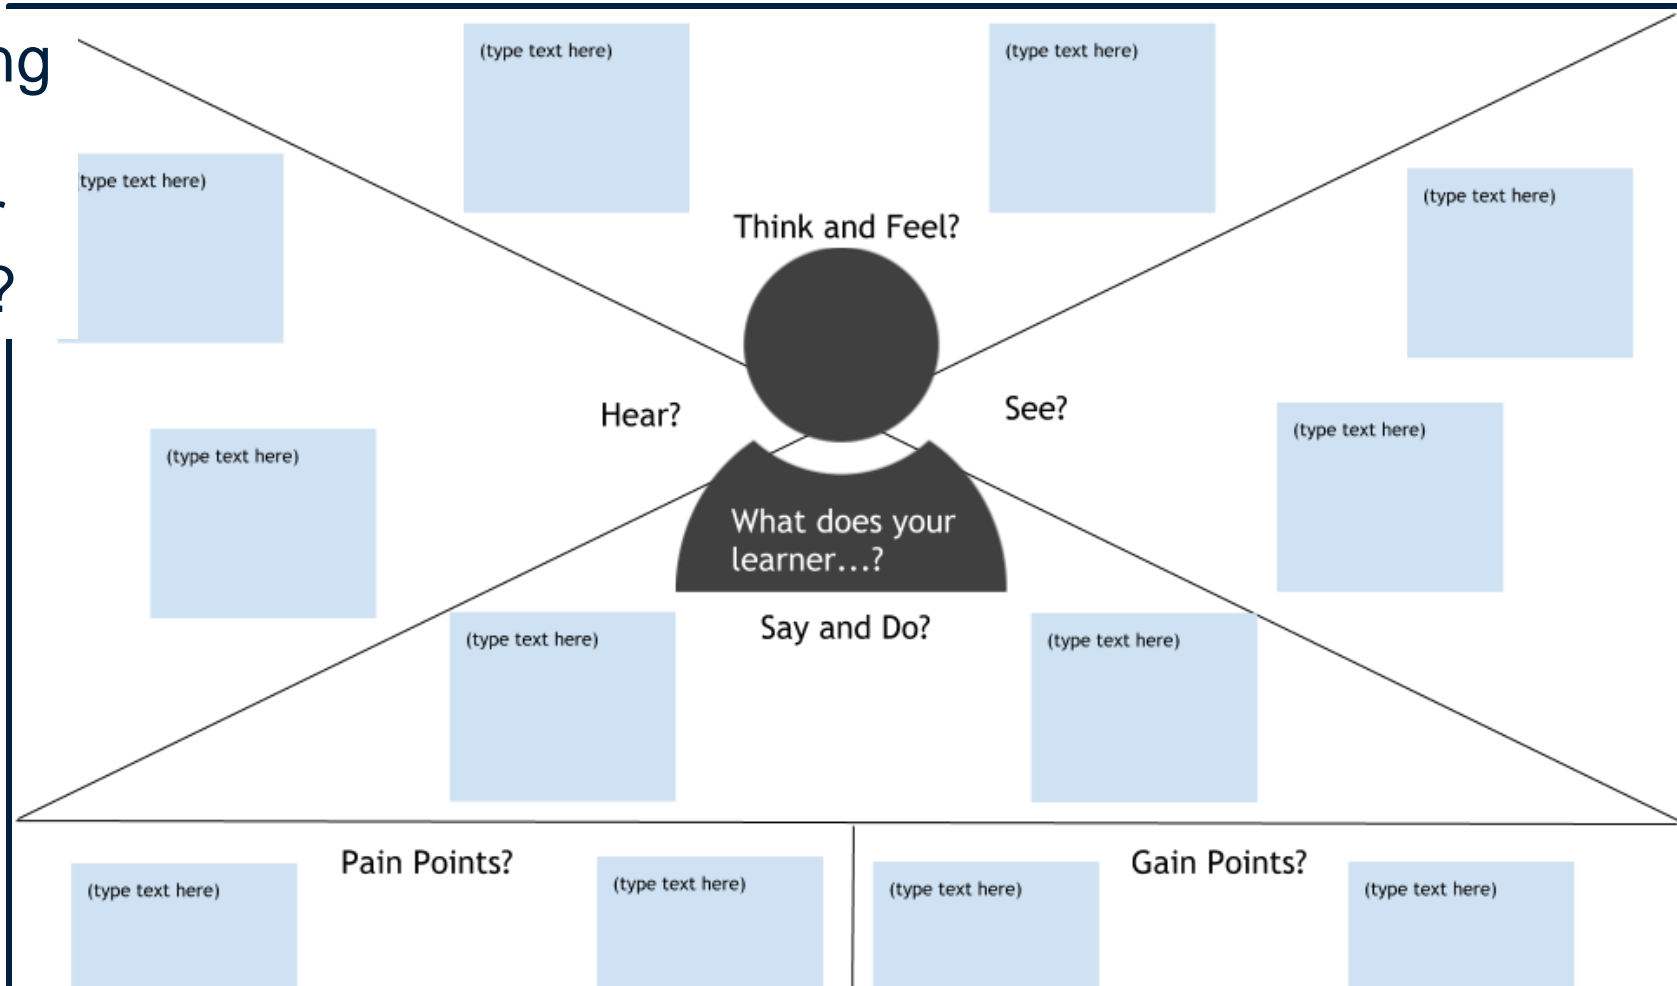 ng
?
(type text here)
(type text here)
type text here)
(type text here)
Think and Feel?
Hear?
See?
(type text here)
(type text here)
What does your
learner...?
Say and Do?
(type text here)
(type text here)
Pain Points?
(type text here)
(type text here)
Gain Points?
(type text here)
(type text here)